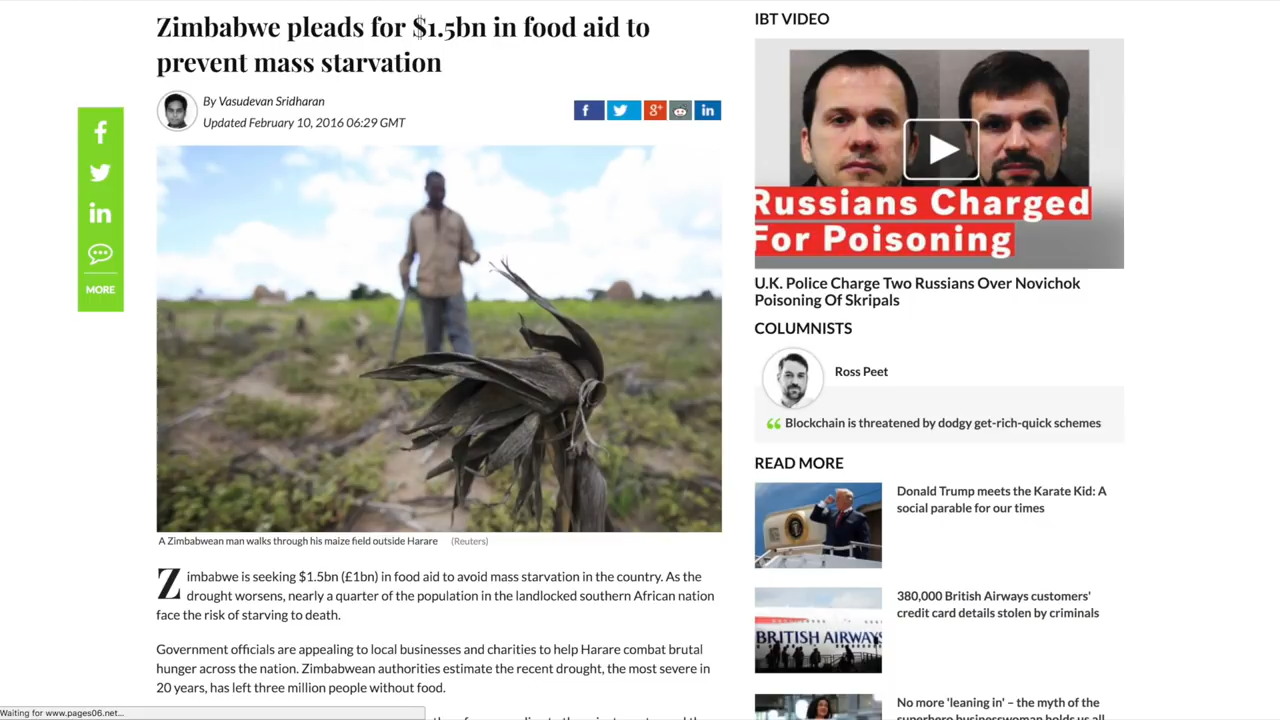 Zimbabwe pleads for $1.5bn in food aid to
prevent mass starvation
By Vasudevan Sridharan
Updated February 10, 2016 06:29 GMT
f
g+
in
f
in
MORE
A Zimbabwean man walks through his maize field outside Harare (Reuters)
Zimbabwe is seeking $1.5bn (£1bn) in food aid to avoid mass starvation in the country. As the
drought worsens, nearly a quarter of the population in the landlocked southern African nation
face the risk of starving to death.
Government officials are appealing to local businesses and charities to help Harare combat brutal
hunger across the nation. Zimbabwean authorities estimate the recent drought, the most severe in
20 years, has left three million people without food.
Waiting for www.pages06.net...
IBT VIDEO
Russians Charged
For Poisoning
U.K. Police Charge Two Russians Over Novichok
Poisoning Of Skripals
COLUMNISTS
Ross Peet
“ Blockchain is threatened by dodgy get-rich-quick schemes
READ MORE
Donald Trump meets the Karate Kid: A
social parable for our times
BRITISH AIRWAYS
380,000 British Airways customers'
credit card details stolen by criminals
No more 'leaning in' – the myth of the
superhero businesswoman holds us all